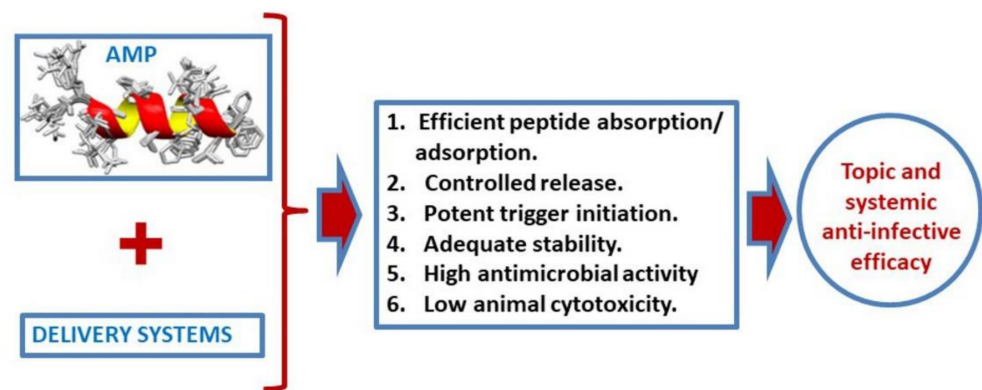 AMP
+
DELIVERY SYSTEMS
1. Efficient peptide absorption/
adsorption.
2. Controlled release.
3. Potent trigger initiation.
4. Adequate stability.
5. High antimicrobial activity
6. Low animal cytotoxicity.
Topic and
systemic
anti-infective
efficacy